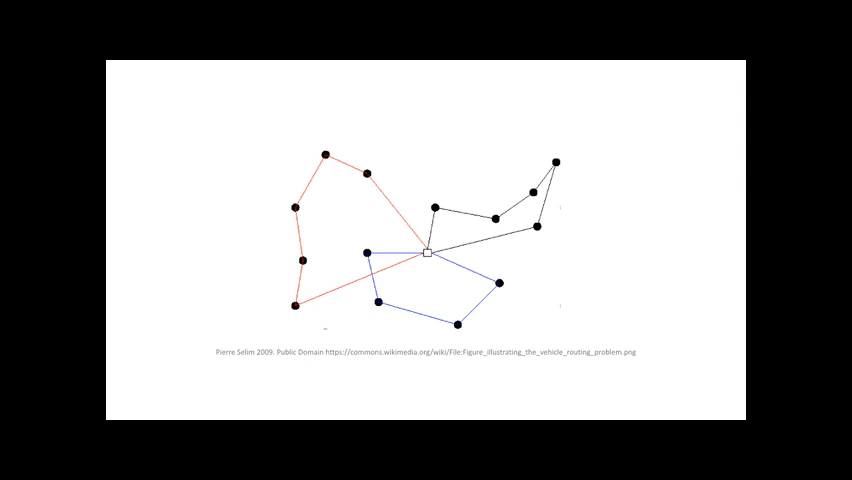 Pierre Selim 2009. Public Domain https://commons.wikimedia.org/wiki/File:Figure_illustrating_the_vehicle_routing_problem.png